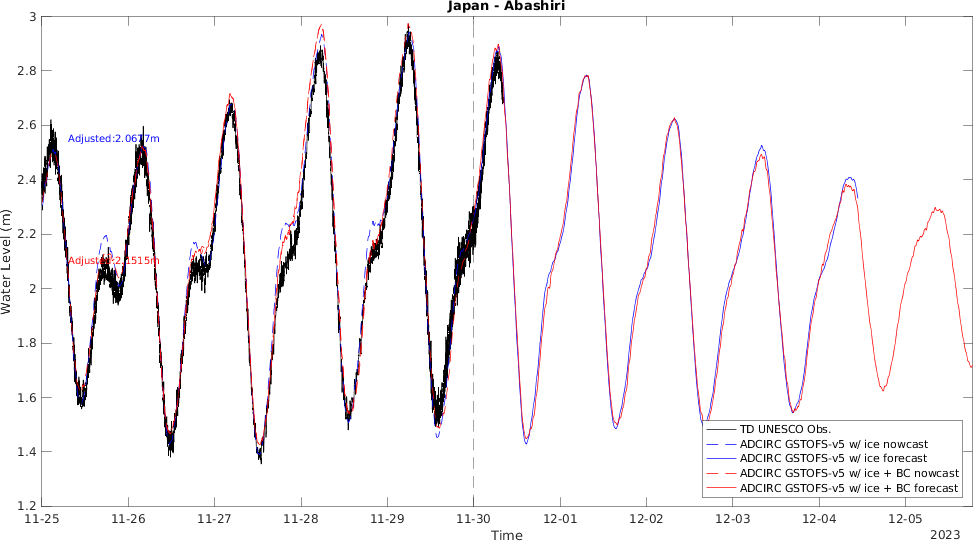 Japan - Abashiri
3
2.8
2.6
2.4
2.2
2
1.8
1.6
1.4
1.2
Water Level (m)
Adjusted:2.0677m
TD UNESCO Obs.
ADCIRC GSTOFS-v5 w/ ice nowcast
ADCIRC GSTOFS-v5 w/ ice forecast
ADCIRC GSTOFS-v5 w/ ice + BC nowcast
ADCIRC GSTOFS-v5 w/ ice + BC forecast
11-25 11-26 11-27 11-28 11-29 11-30 12-01 12-02 12-03 12-04 12-05
Time
2023